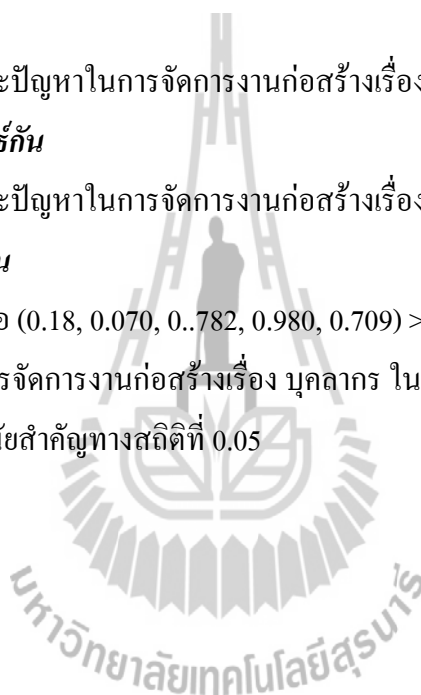 ะปัญหาในการจัดการงานก่อสร้างเรื่อง
ธ์กัน
ะปัญหาในการจัดการงานก่อสร้างเรื่อง
น
อ (0.18, 0.070, 0..782, 0.980, 0.709) >
รจัดการงานก่อสร้างเรื่อง บุคลากร ใน
นัยสำคัญทางสถิติที่ 0.05
มหาวิทยาลัยเทคโนโลยีสุรนารี